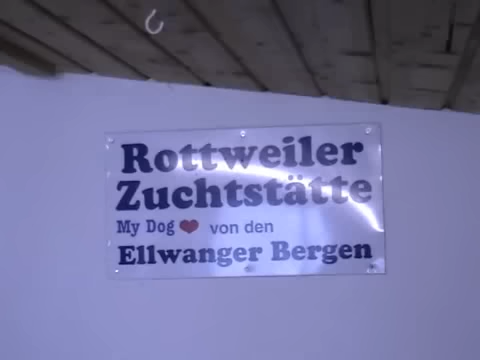 Rottweiler
Zuchtstätte
My Dog ❤ von den
Ellwanger Bergen